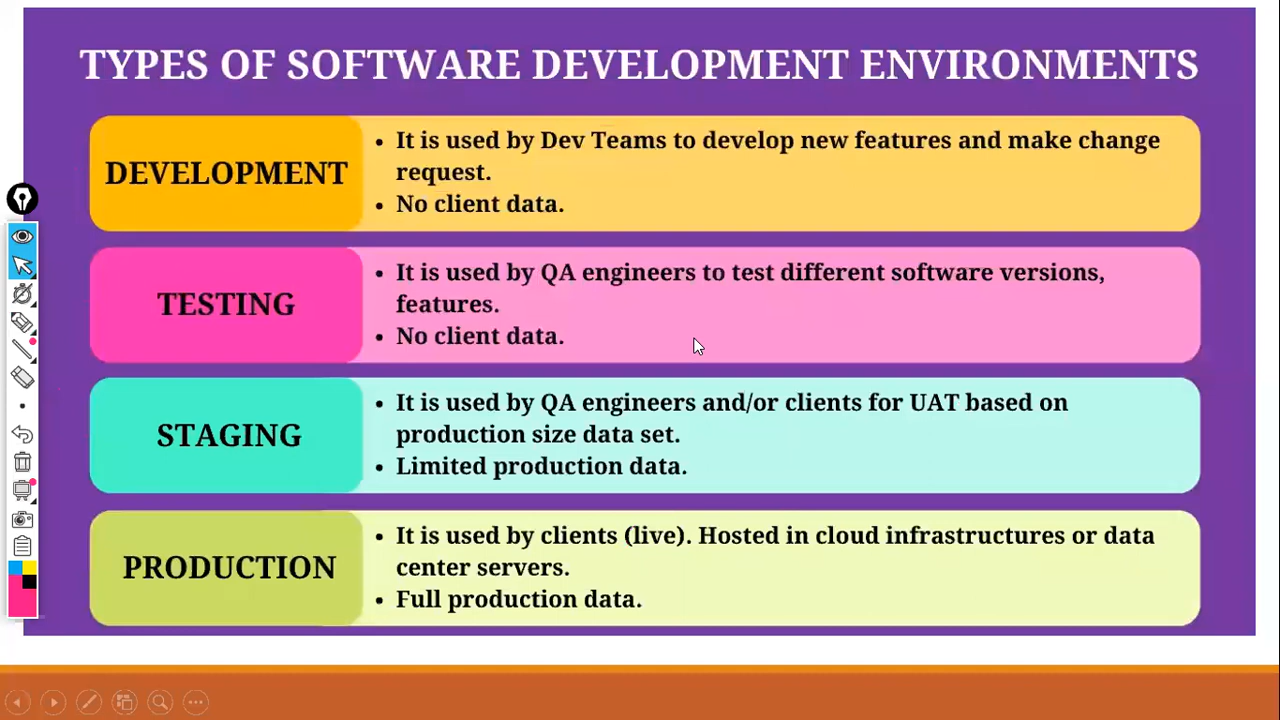 TYPES OF SOFTWARE DEVELOPMENT ENVIRONMENTS
DEVELOPMENT
• It is used by Dev Teams to develop new features and make change
request.
• No client data.
TESTING
• It is used by QA engineers to test different software versions,
features.
• No client data.
STAGING
• It is used by QA engineers and/or clients for UAT based on
production size data set.
• Limited production data.
PRODUCTION
• It is used by clients (live). Hosted in cloud infrastructures or data
center servers.
• Full production data.